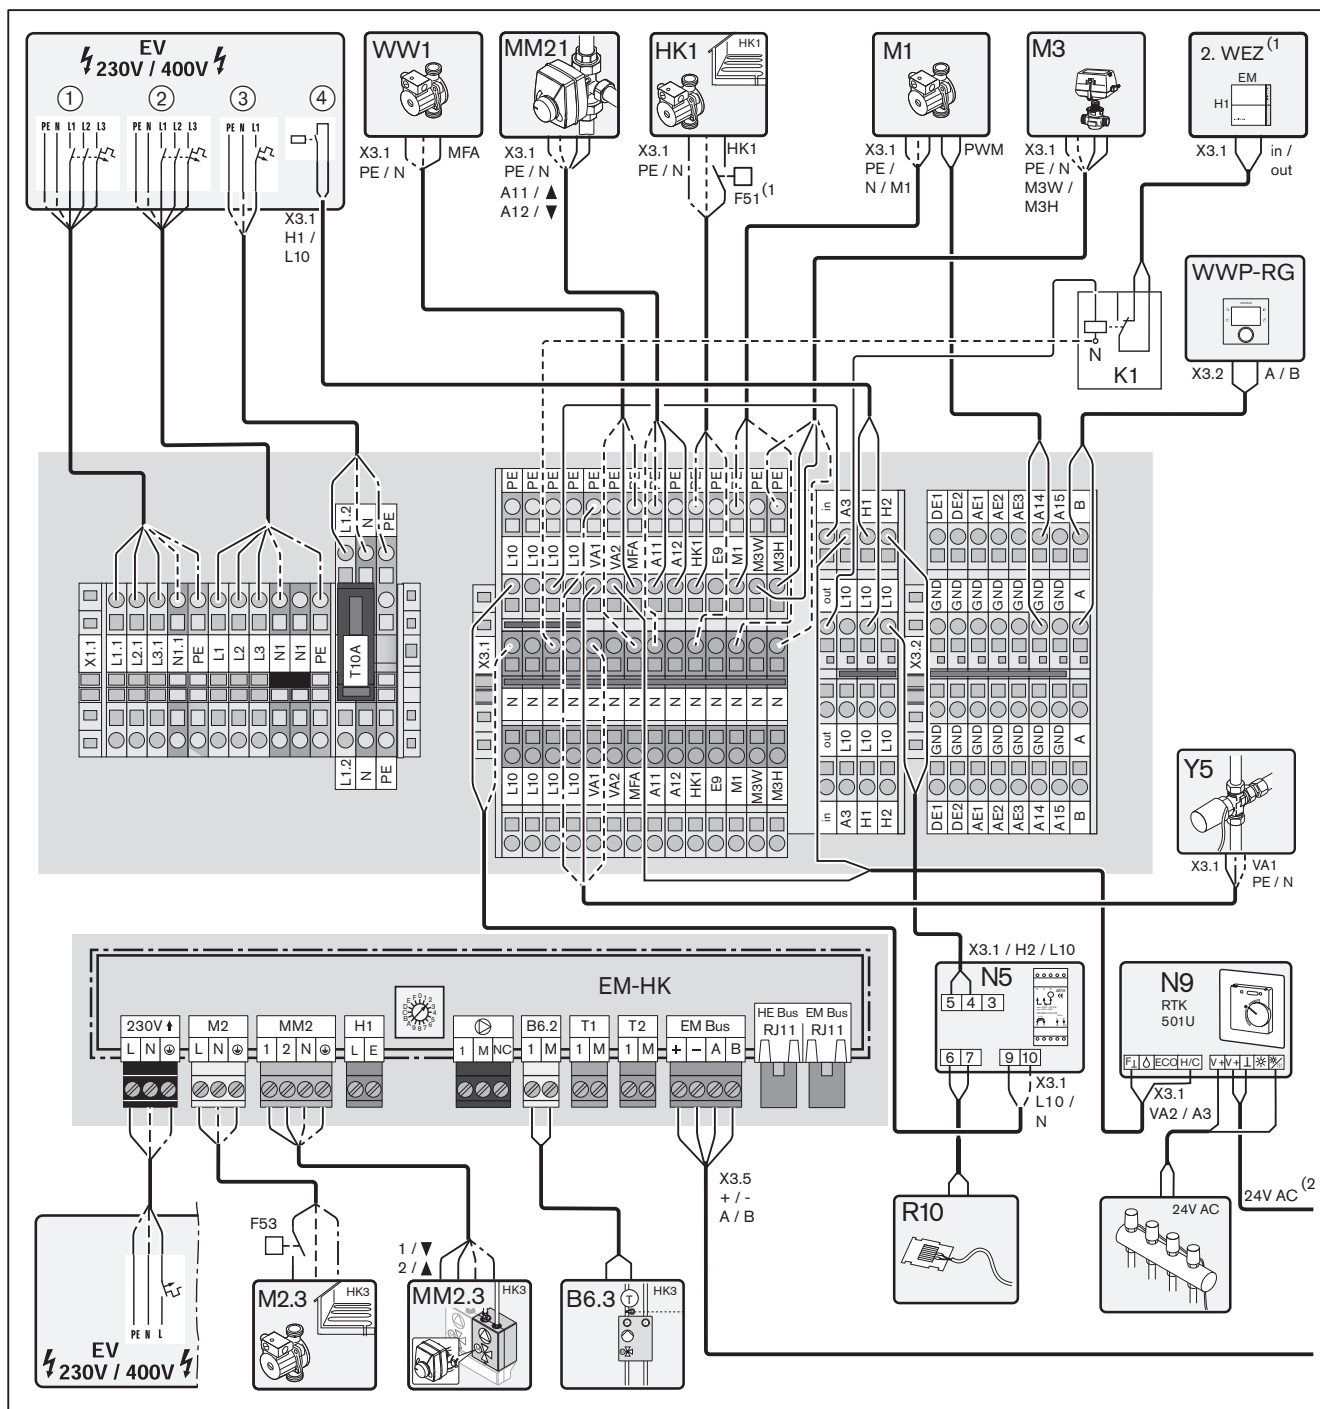 EV
230V / 400V
1 2 3 4
PE N L1 L2 L3
PE N L1 L2 L3
PE N L1
X3.1
H1 /
L10
WW1
X3.1
PE / N
MFA
MM21
X3.1
PE / N
A11 / ▲
A12 / ▼
HK1
HK1
X3.1
PE / N
HK1
F51 (1
M1
X3.1
PE /
N / M1
PWM
M3
X3.1
PE / N
M3W /
M3H
2. WEZ (1
EM
H1
X3.1
in /
out
N
K1
WWP-RG
X3.2
A / B
L1.2 N PE
X1.1 L1.1 L2.1 L3.1 N1.1 PE L1 L2 L3 N1 N1 PE
T10A
L1.2 N PE
PE PE PE PE PE PE PE PE PE PE PE PE PE PE
L10 L10 L10 L10 VA1 VA2 MFA A11 A12 HK1 E9 M1 M3W M3H
X3.1
N N N N N N N N N N N N N N
L10 L10 L10 L10 VA1 VA2 MFA A11 A12 HK1 E9 M1 M3W M3H
in A3 H1 H2
out L10 L10 L10
X3.2
out L10 L10 L10
in A3 H1 H2
DE1 DE2 AE1 AE2 AE3 A14 A15 B
GND GND GND GND GND GND GND A
GND GND GND GND GND GND GND A
DE1 DE2 AE1 AE2 AE3 A14 A15 B
Y5
X3.1
VA1
PE / N
EM-HK
230V
L N
M2
L N
MM2
1 2 N
H1
L E
1 M NC
B6.2
1 M
T1
1 M
T2
1 M
EM Bus
+ − A B
HE Bus
RJ11
EM Bus
RJ11
X3.1 / H2 / L10
N5
5 4 3
6 7
9 10
X3.1
L10 /
N
N9
RTK
501U
ECO H/C V+ V+
X3.1
VA2 / A3
24V AC (2
24V AC
R10
X3.5
+ / -
A / B
F53
M2.3
HK3
1 / ▼
2 / ▲
MM2.3
HK3
B6.3
T
HK3
PE N L
EV
230V / 400V